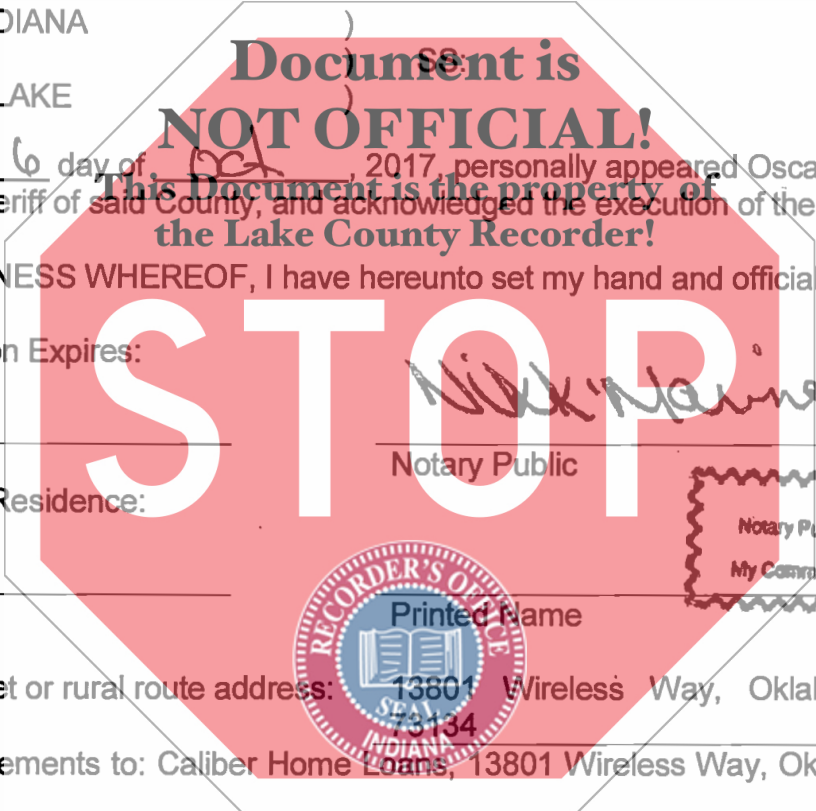 DIANA )
Document is
) SS:
LAKE )
NOT OFFICIAL!
6 day of Oct, 2017, personally appeared Osca
This Document is the property of
eriff of said County, and acknowledged the execution of the
the Lake County Recorder!
NESS WHEREOF, I have hereunto set my hand and official
STOP
n Expires:
Notary Public
Residence:
Notary Pu
My Comm
RECORDER'S OFFICE
Printed Name
et or rural route address: 13801 Wireless Way, Oklal
SEAL
73134
INDIANA
ements to: Caliber Home Loans, 13801 Wireless Way, Ok